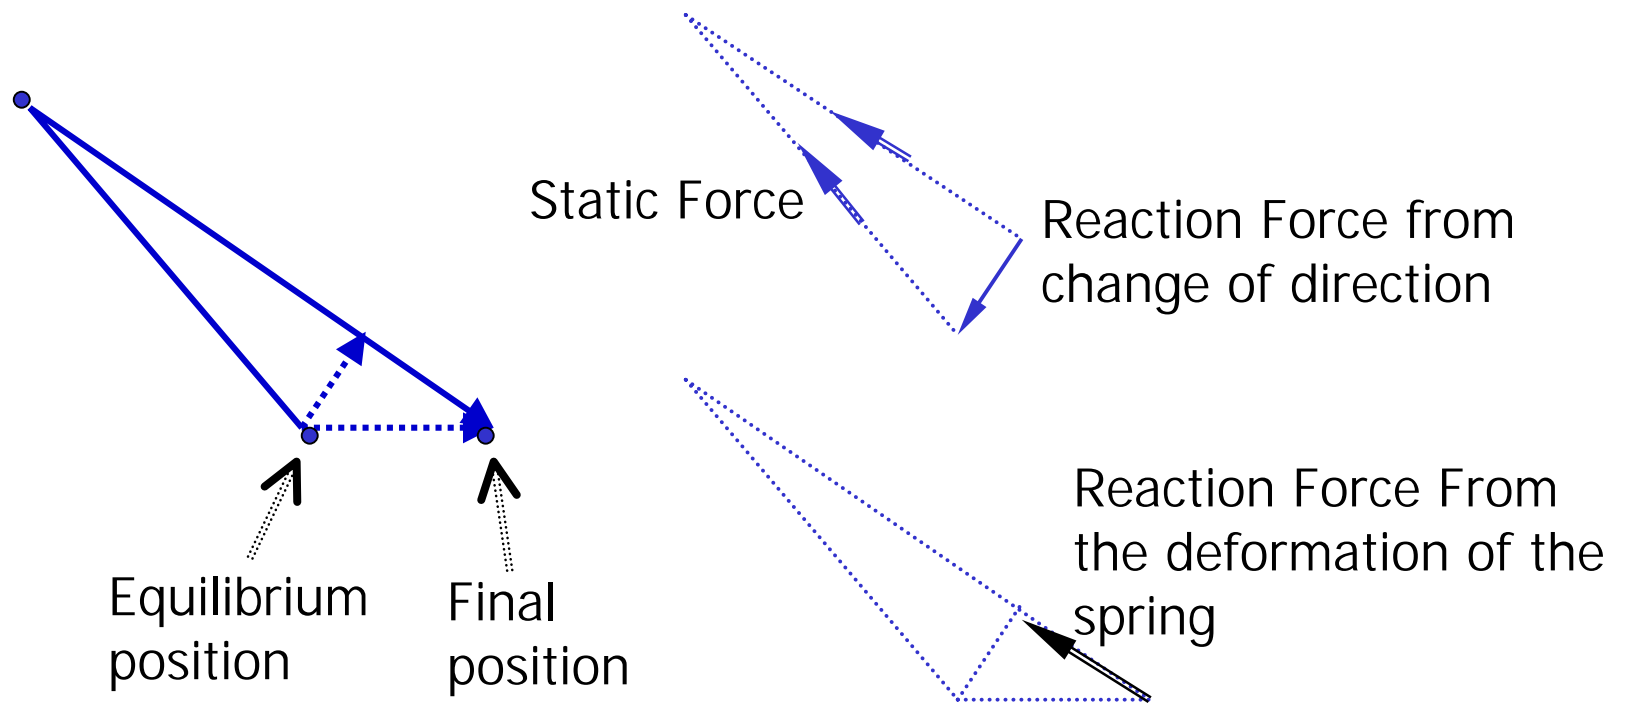 Static Force
Reaction Force from
change of direction
Reaction Force From
the deformation of the
spring
Equilibrium
position
Final
position